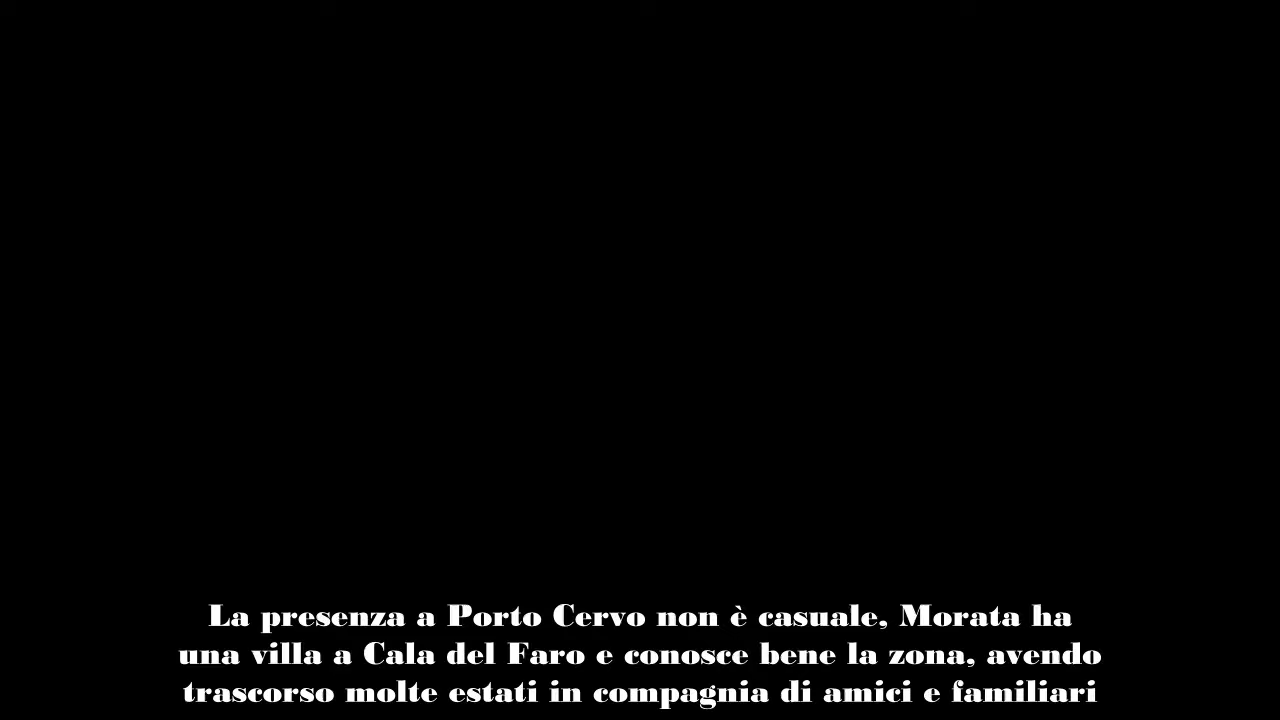 La presenza a Porto Cervo non è casuale, Morata ha
una villa a Cala del Faro e conosce bene la zona, avendo
trascorso molte estati in compagnia di amici e familiari